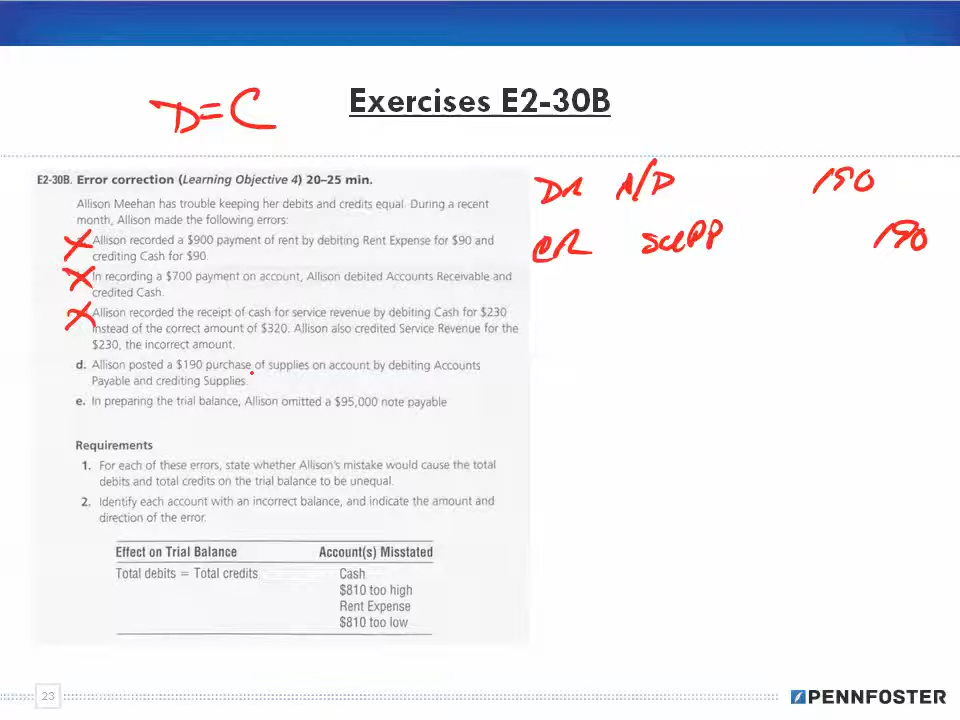 D=C
Exercises E2-30B
E2-30B. Error correction (Learning Objective 4) 20–25 min.
Allison Meehan has trouble keeping her debits and credits equal. During a recent
month, Allison made the following errors:
Allison recorded a $900 payment of rent by debiting Rent Expense for $90 and
crediting Cash for $90.
In recording a $700 payment on account, Allison debited Accounts Receivable and
credited Cash.
Allison recorded the receipt of cash for service revenue by debiting Cash for $230
instead of the correct amount of $320. Allison also credited Service Revenue for the
$230, the incorrect amount.
d. Allison posted a $190 purchase of supplies on account by debiting Accounts
Payable and crediting Supplies.
e. In preparing the trial balance, Allison omitted a $95,000 note payable
Requirements
1. For each of these errors, state whether Allison's mistake would cause the total
debits and total credits on the trial balance to be unequal.
2. Identify each account with an incorrect balance, and indicate the amount and
direction of the error.
Effect on Trial Balance Account(s) Misstated
Total debits = Total credits Cash
$810 too high
Rent Expense
$810 too low
DR A/P 190
CR SUPP 190
23
PENNFOSTER